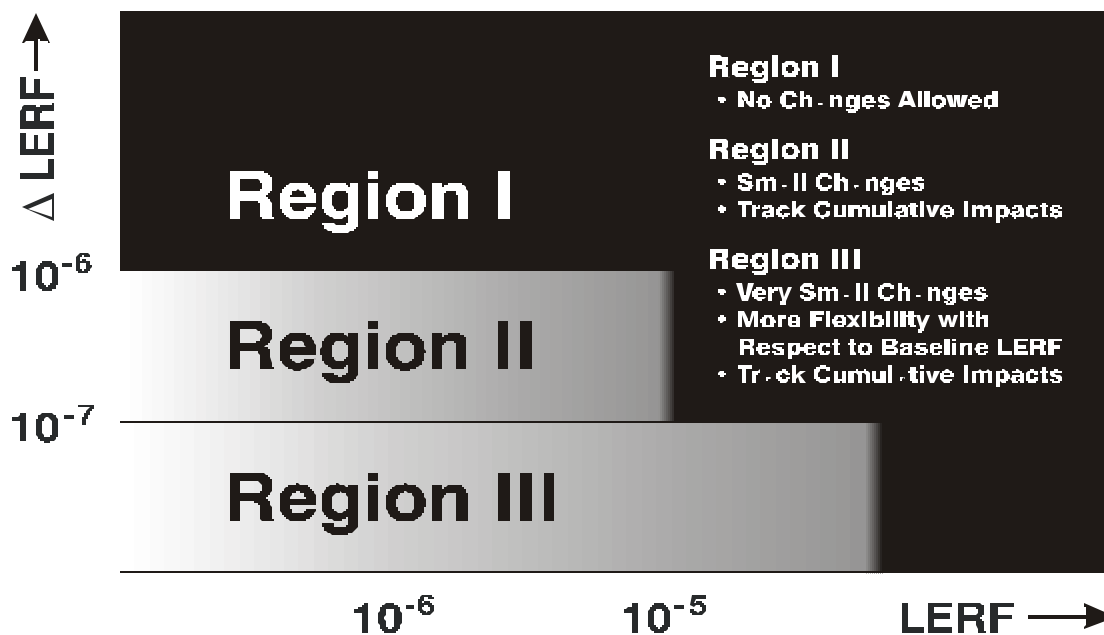 Δ LERF →
Region I
• No Ch-nges Allowed
Region II
• Sm-ll Ch-nges
• Track Cumulative Impacts
Region III
• Very Sm-ll Ch-nges
• More Flexibility with
Respect to Baseline LERF
• Tr-ck Cumul-tive Impacts
Region I
10⁻⁶
Region II
10⁻⁷
Region III
10⁻⁶ 10⁻⁵ LERF →